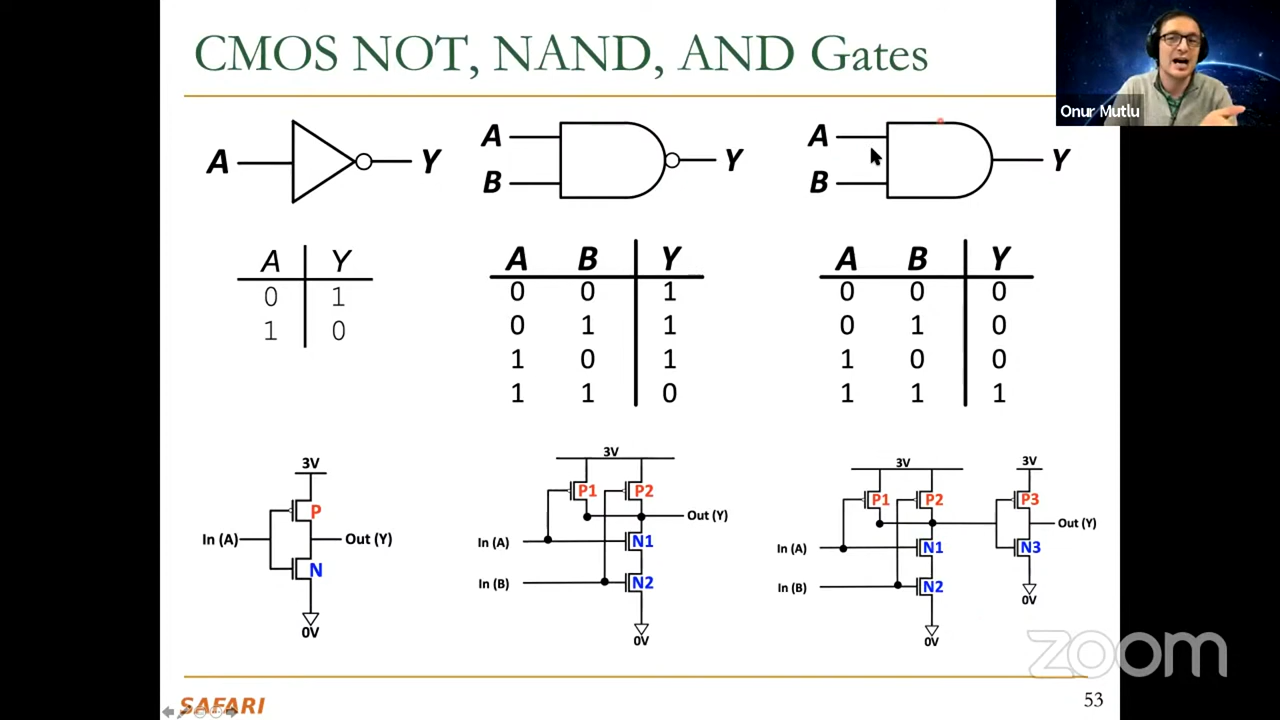 CMOS NOT, NAND, AND Gates
Onur Mutlu
A Y
A B Y
A B Y
A Y
0 1
1 0
A B Y
0 0 1
0 1 1
1 0 1
1 1 0
A B Y
0 0 0
0 1 0
1 0 0
1 1 1
3V
P
In (A) Out (Y)
N
0V
3V
P1 P2
Out (Y)
In (A) N1
In (B) N2
0V
3V 3V
P1 P2 P3
Out (Y)
In (A) N1 N3
In (B) N2
0V 0V
zoom
SAFARI
53